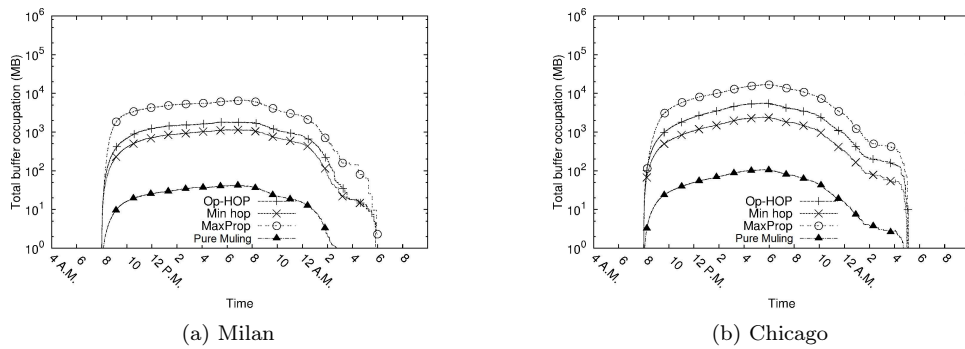 Total buffer occupation (MB)
10^6
10^5
10^4
10^3
10^2
10^1
10^0
Op-HOP
Min hop
MaxProp
Pure Muling
4 A.M.
6
8
10
12 P.M.
2
4
6
8
10
12 A.M.
2
4
6
8
Time
(a) Milan
Total buffer occupation (MB)
10^6
10^5
10^4
10^3
10^2
10^1
10^0
Op-HOP
Min hop
MaxProp
Pure Muling
4 A.M.
6
8
10
12 P.M.
2
4
6
8
10
12 A.M.
2
4
6
8
Time
(b) Chicago